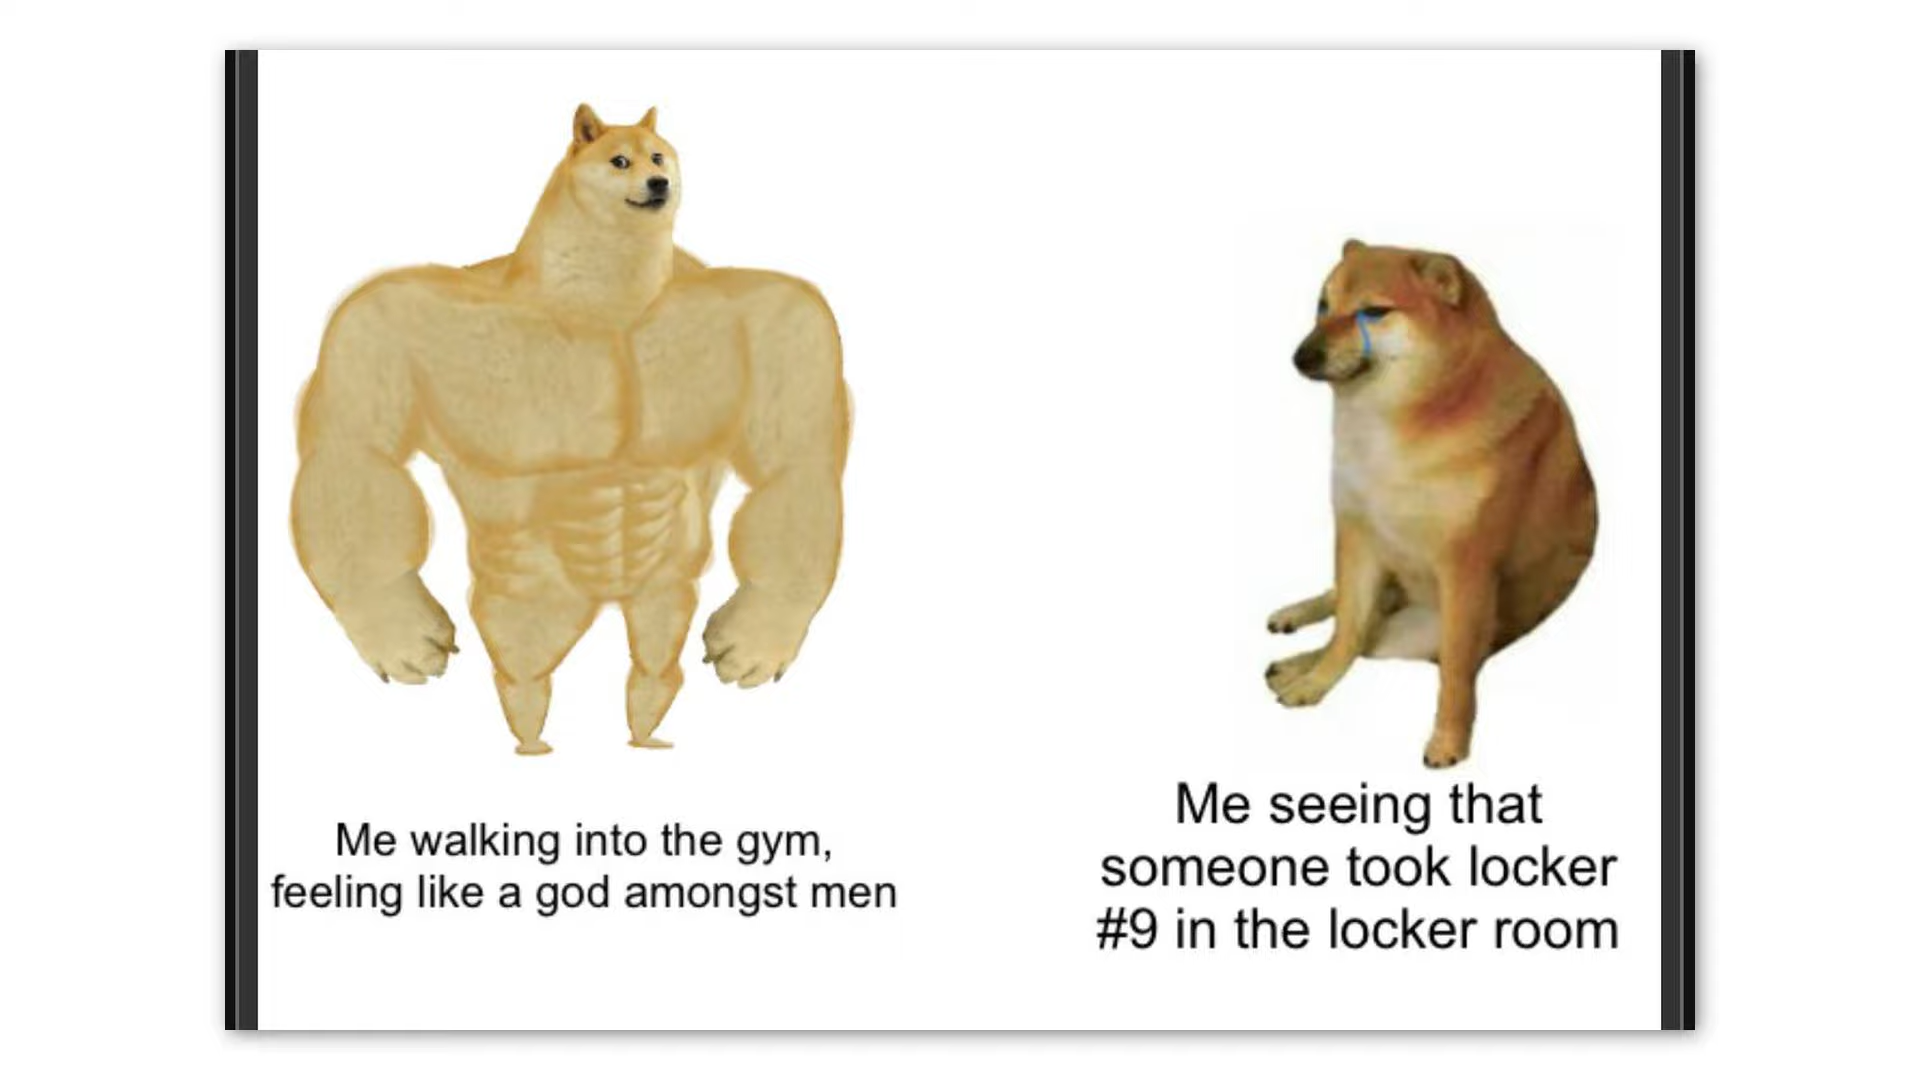 Me walking into the gym,
feeling like a god amongst men
Me seeing that
someone took locker
#9 in the locker room